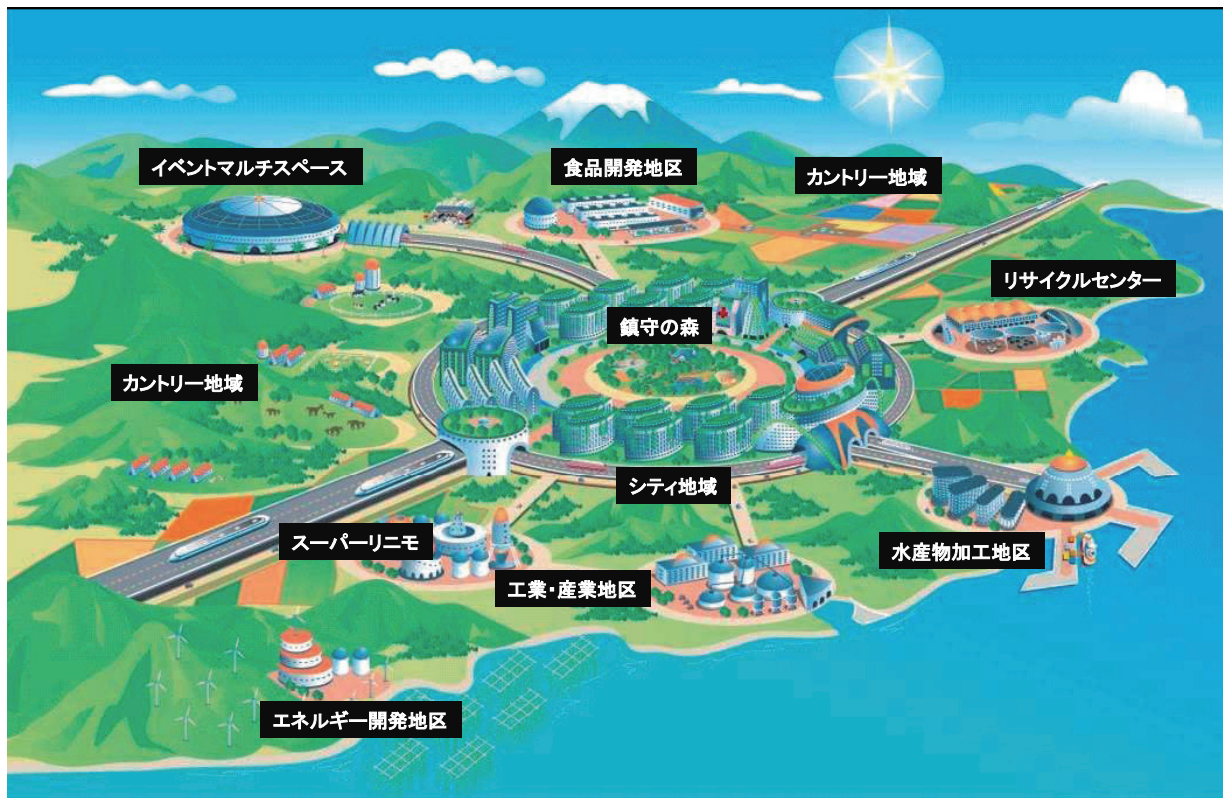 イベントマルチスペース
食品開発地区
カントリー地域
リサイクルセンター
鎮守の森
カントリー地域
シティ地域
スーパーリニモ
水産物加工地区
工業・産業地区
エネルギー開発地区